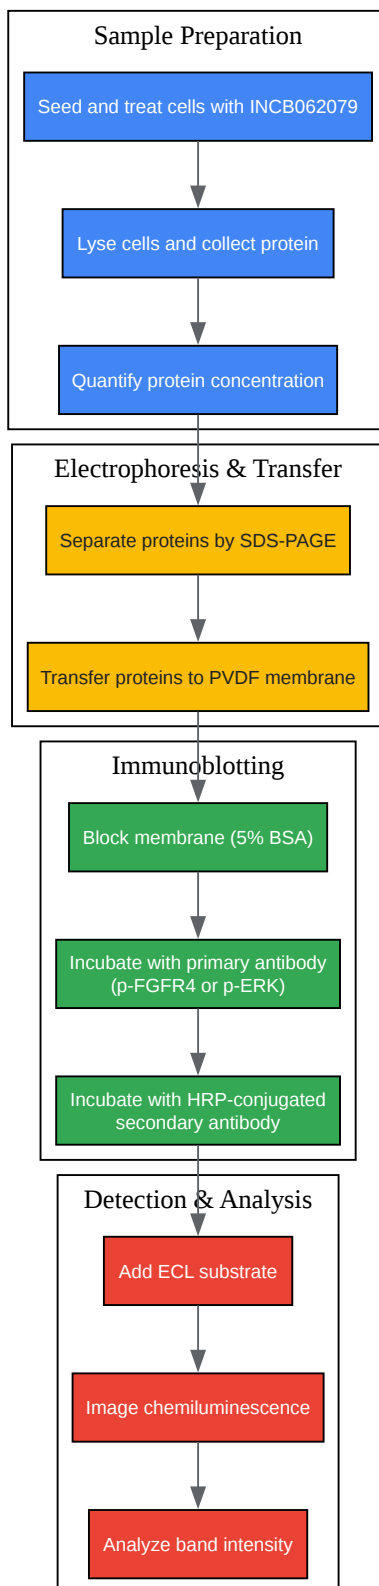 Sample Preparation
Seed and treat cells with INCB062079
Lyse cells and collect protein
Quantify protein concentration
Electrophoresis & Transfer
Separate proteins by SDS-PAGE
Transfer proteins to PVDF membrane
Immunoblotting
Block membrane (5% BSA)
Incubate with primary antibody
(p-FGFR4 or p-ERK)
Incubate with HRP-conjugated
secondary antibody
Detection & Analysis
Add ECL substrate
Image chemiluminescence
Analyze band intensity